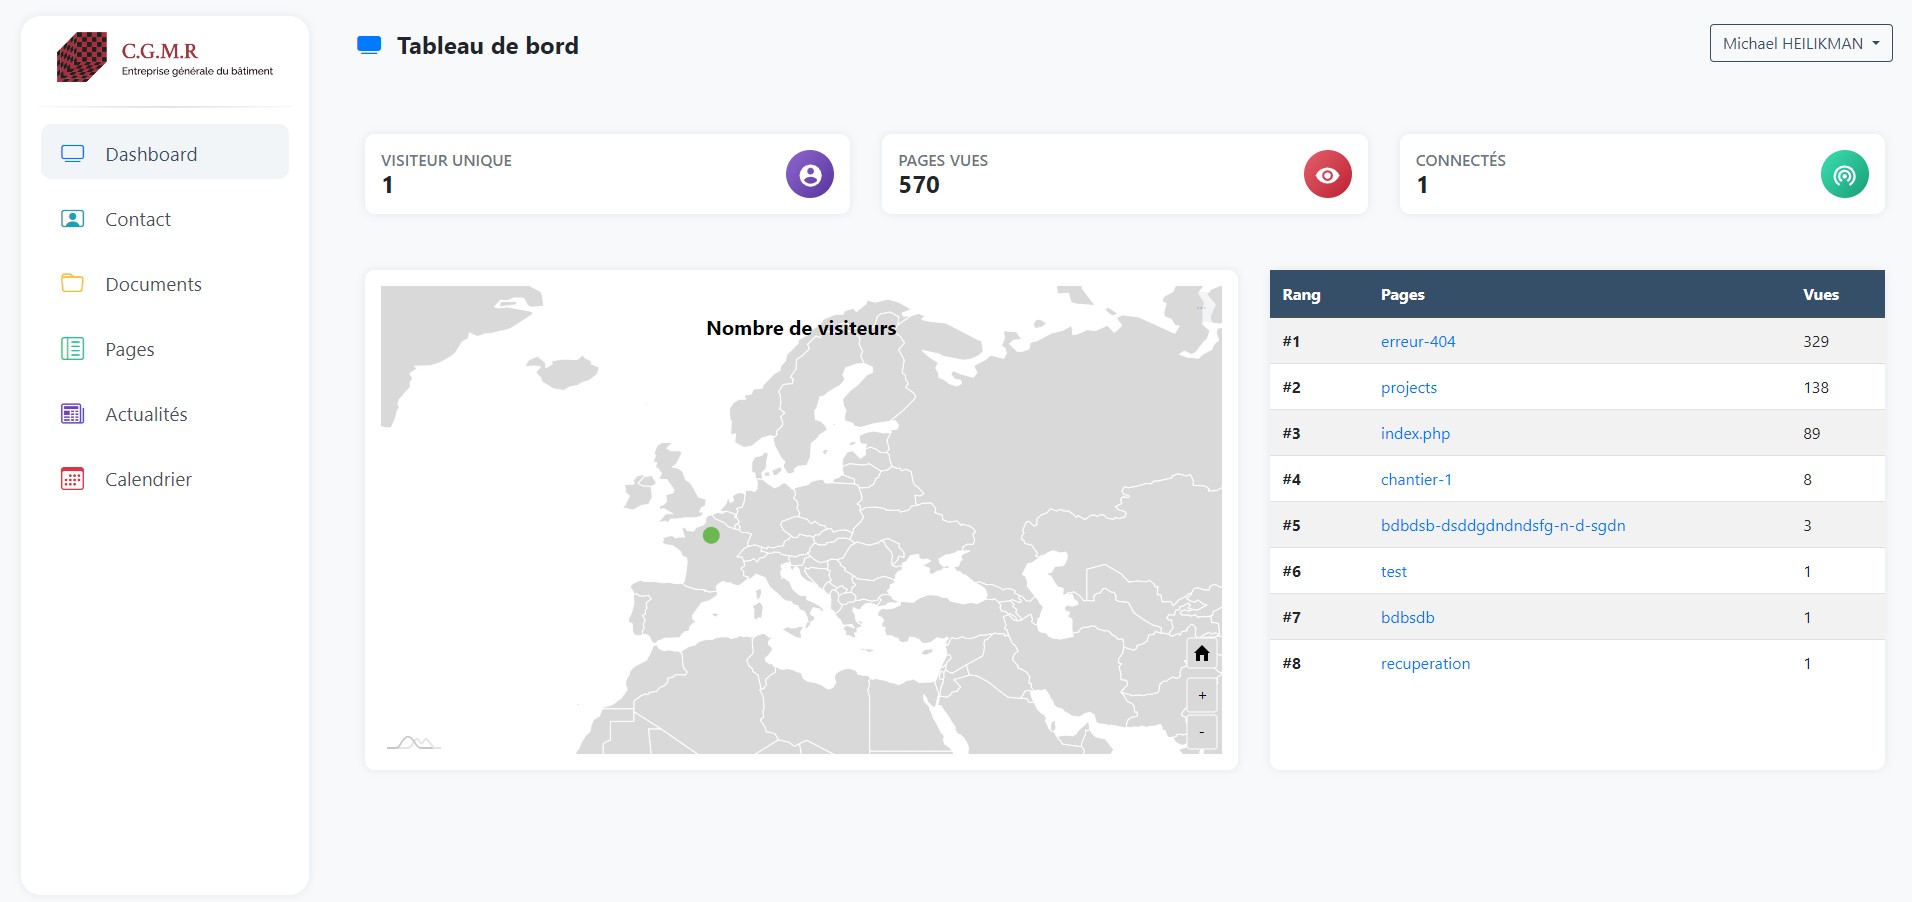 C.G.M.R
Entreprise générale du bâtiment
Dashboard
Contact
Documents
Pages
Actualités
Calendrier
Tableau de bord
Michael HEILIKMAN
VISITEUR UNIQUE
1
PAGES VUES
570
CONNECTÉS
1
Nombre de visiteurs
+
-
Rang Pages Vues
#1 erreur-404 329
#2 projects 138
#3 index.php 89
#4 chantier-1 8
#5 bdbdsb-dsddgdndndsfg-n-d-sgdn 3
#6 test 1
#7 bdbsdb 1
#8 recuperation 1